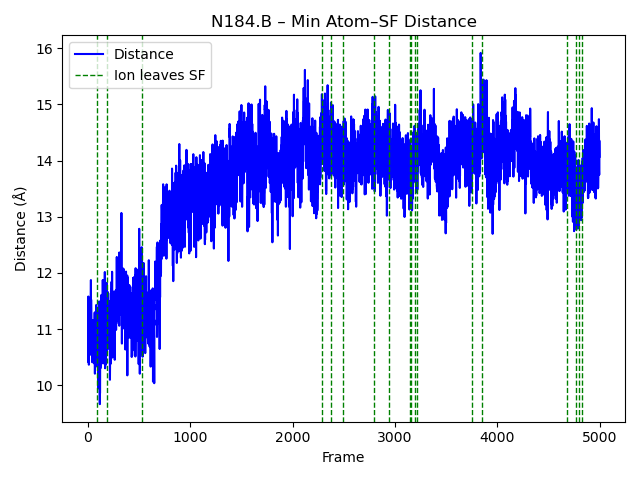 N184.B – Min Atom–SF Distance
Distance (Å)
16
15
14
13
12
11
10
Distance
Ion leaves SF
0 1000 2000 3000 4000 5000
Frame